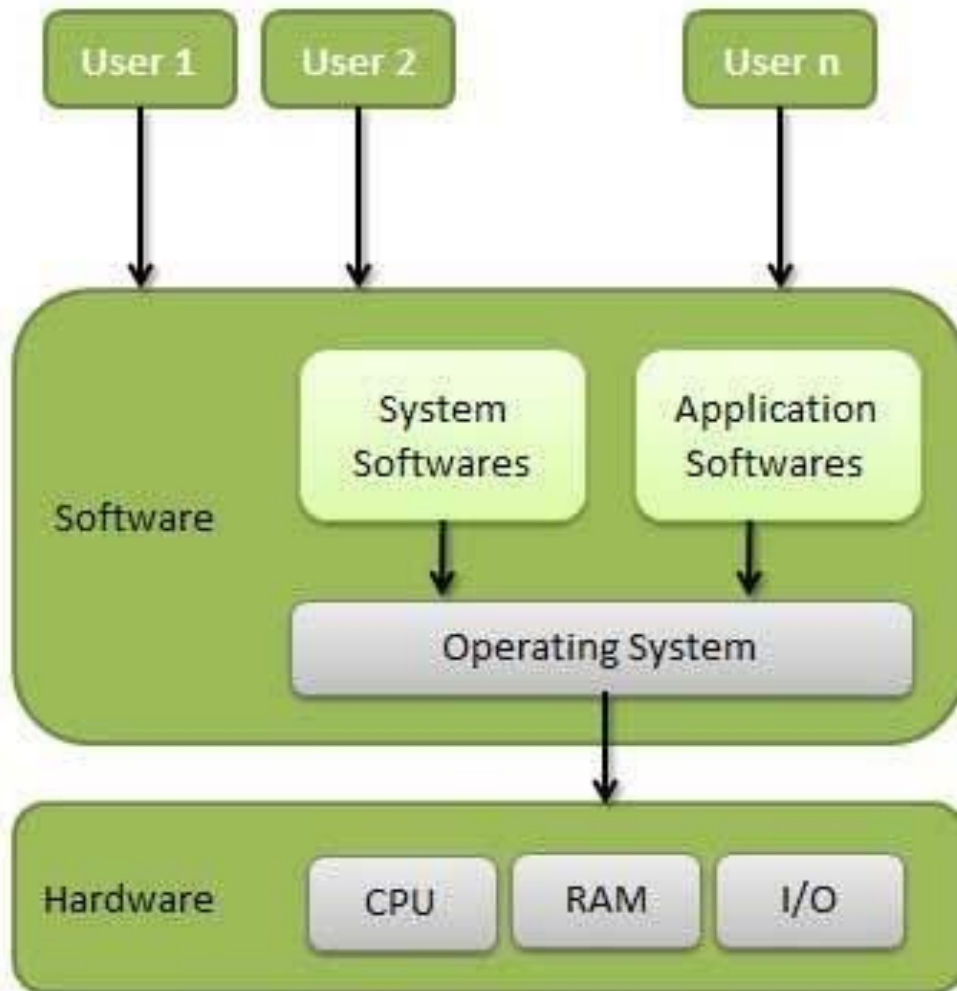 User 1
User 2
User n
System
Softwares
Application
Softwares
Software
Operating System
Hardware
CPU
RAM
I/O